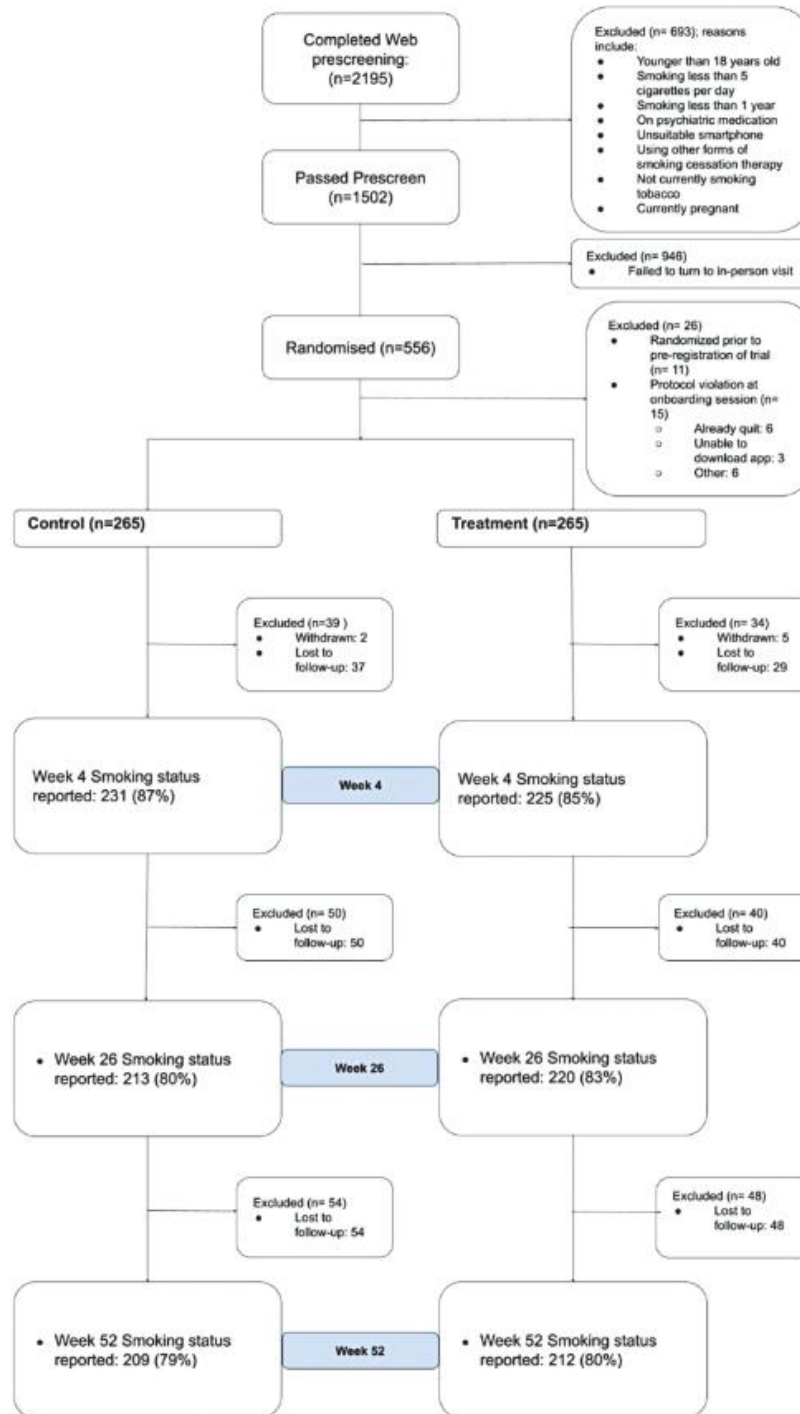 Completed Web
prescreening:
(n=2195)
Excluded (n= 693); reasons
include:
● Younger than 18 years old
● Smoking less than 5
cigarettes per day
● Smoking less than 1 year
● On psychiatric medication
● Unsuitable smartphone
● Using other forms of
smoking cessation therapy
● Not currently smoking
tobacco
● Currently pregnant
Passed Prescreen
(n=1502)
Excluded (n= 946)
● Failed to turn to in-person visit
Randomised (n=556)
Excluded (n= 26)
● Randomized prior to
pre-registration of trial
(n= 11)
● Protocol violation at
onboarding session (n=
15)
○ Already quit: 6
○ Unable to
download app: 3
○ Other: 6
Control (n=265)
Treatment (n=265)
Excluded (n=39 )
● Withdrawn: 2
● Lost to
follow-up: 37
Excluded (n= 34)
● Withdrawn: 5
● Lost to
follow-up: 29
Week 4 Smoking status
reported: 231 (87%)
Week 4
Week 4 Smoking status
reported: 225 (85%)
Excluded (n= 50)
● Lost to
follow-up: 50
Excluded (n= 40)
● Lost to
follow-up: 40
● Week 26 Smoking status
reported: 213 (80%)
Week 26
● Week 26 Smoking status
reported: 220 (83%)
Excluded (n= 54)
● Lost to
follow-up: 54
Excluded (n= 48)
● Lost to
follow-up: 48
● Week 52 Smoking status
reported: 209 (79%)
Week 52
● Week 52 Smoking status
reported: 212 (80%)